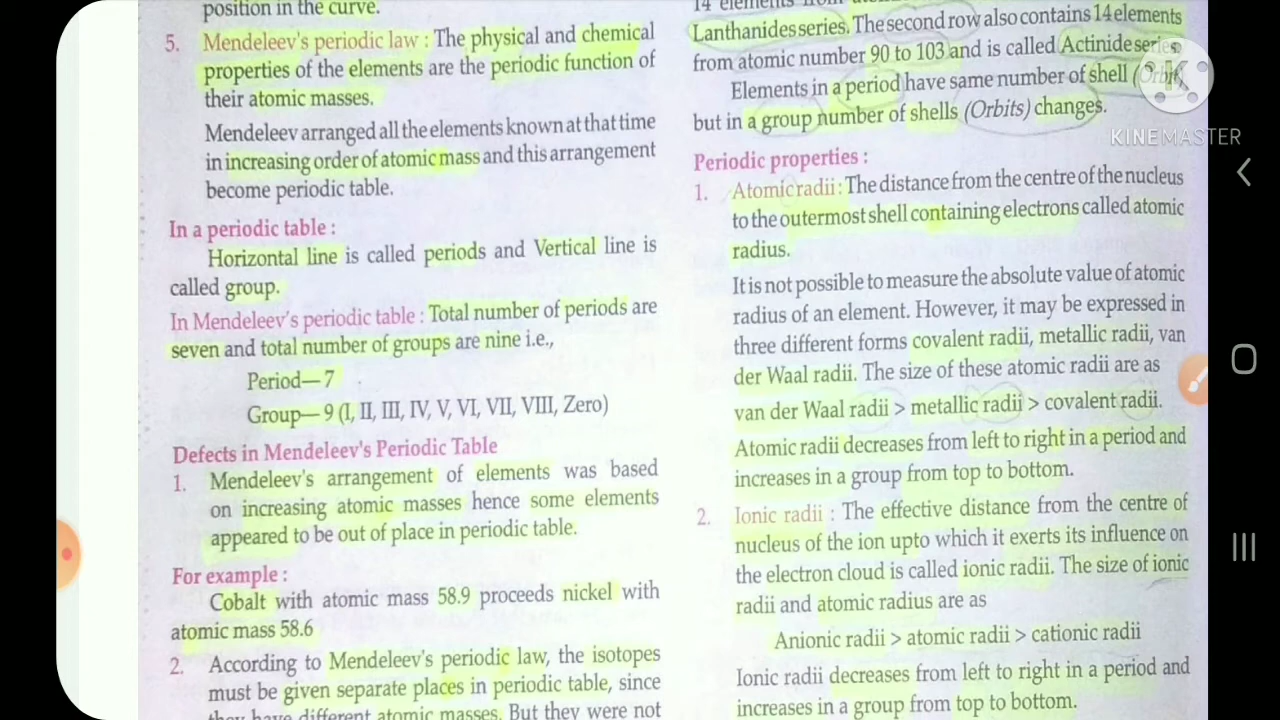 position in the curve.
5. Mendeleev's periodic law : The physical and chemical
properties of the elements are the periodic function of
their atomic masses.
Mendeleev arranged all the elements known at that time
in increasing order of atomic mass and this arrangement
become periodic table.
In a periodic table :
Horizontal line is called periods and Vertical line is
called group.
In Mendeleev's periodic table : Total number of periods are
seven and total number of groups are nine i.e.,
Period—7
Group—9 (I, II, III, IV, V, VI, VII, VIII, Zero)
Defects in Mendeleev's Periodic Table
1. Mendeleev's arrangement of elements was based
on increasing atomic masses hence some elements
appeared to be out of place in periodic table.
For example :
Cobalt with atomic mass 58.9 proceeds nickel with
atomic mass 58.6
2. According to Mendeleev's periodic law, the isotopes
must be given separate places in periodic table, since
they have different atomic masses. But they were not
14 elements from
Lanthanides series. The second row also contains 14 elements
from atomic number 90 to 103 and is called Actinide series.
Elements in a period have same number of shell (Orbit
but in a group number of shells (Orbits) changes.
Periodic properties :
1. Atomic radii : The distance from the centre of the nucleus
to the outermost shell containing electrons called atomic
radius.
It is not possible to measure the absolute value of atomic
radius of an element. However, it may be expressed in
three different forms covalent radii, metallic radii, van
der Waal radii. The size of these atomic radii are as
van der Waal radii > metallic radii > covalent radii.
Atomic radii decreases from left to right in a period and
increases in a group from top to bottom.
2. Ionic radii : The effective distance from the centre of
nucleus of the ion upto which it exerts its influence on
the electron cloud is called ionic radii. The size of ionic
radii and atomic radius are as
Anionic radii > atomic radii > cationic radii
Ionic radii decreases from left to right in a period and
increases in a group from top to bottom.
K
KINEMASTER